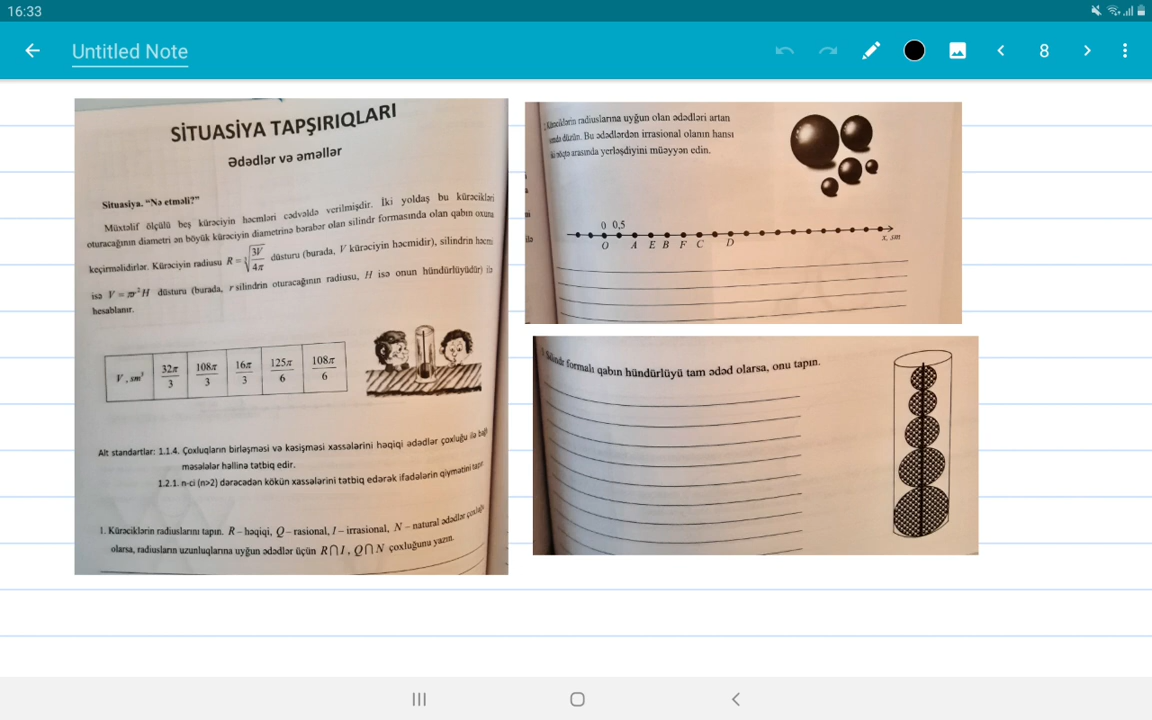 16:33
Untitled Note
8
SİTUASİYA TAPŞIRIQLARI
Ədədlər və əməllər
Situasiya. “Nə etməli?”
Müxtəlif ölçülü beş kürəciyin həcmləri cədvəldə verilmişdir. İki yoldaş bu kürəcikləri
oturacağının diametri ən böyük kürəciyin diametrinə bərabər olan silindr formasında olan qabın oxuna
keçirməlidirlər. Kürəciyin radiusu R = ∛(3V/4π) düsturu (burada, V kürəciyin həcmidir), silindrin həcmi
isə V = πr²H düsturu (burada, r silindrin oturacağının radiusu, H isə onun hündürlüyüdür) ilə
hesablanır.
V, sm³ 32π/3 108π/3 16π/3 125π/6 108π/6
Alt standartlar: 1.1.4. Çoxluqların birləşməsi və kəsişməsi xassələrini həqiqi ədədlər çoxluğu ilə bağlı
məsələlər həllinə tətbiq edir.
1.2.1. n-ci (n>2) dərəcədən kökün xassələrini tətbiq edərək ifadələrin qiymətini tapır.
1. Kürəciklərin radiuslarını tapın. R – həqiqi, Q – rasional, I – irrasional, N – natural ədədlər çoxluğu
olarsa, radiusların uzunluqlarına uyğun ədədlər üçün R∩I, Q∩N çoxluğunu yazın.
Kürəciklərin radiuslarına uyğun olan ədədləri artan
düzün. Bu ədədlərdən irrasional olanın hansı
iki nöqtə arasında yerləşdiyini müəyyən edin.
0 0,5
O A E B F C D
x, sm
Silindr formalı qabın hündürlüyü tam ədəd olarsa, onu tapın.